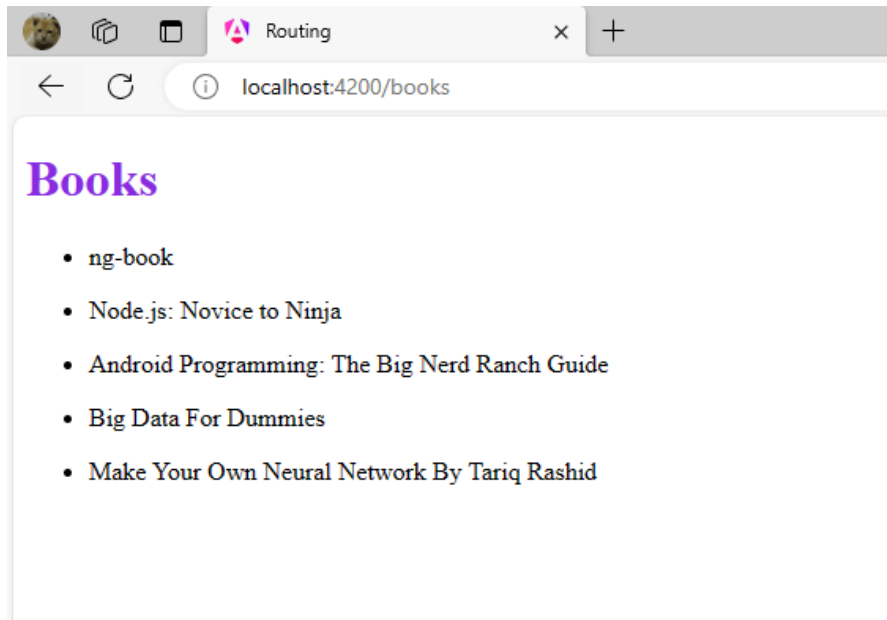 Routing
localhost:4200/books
Books
ng-book
Node.js: Novice to Ninja
Android Programming: The Big Nerd Ranch Guide
Big Data For Dummies
Make Your Own Neural Network By Tariq Rashid